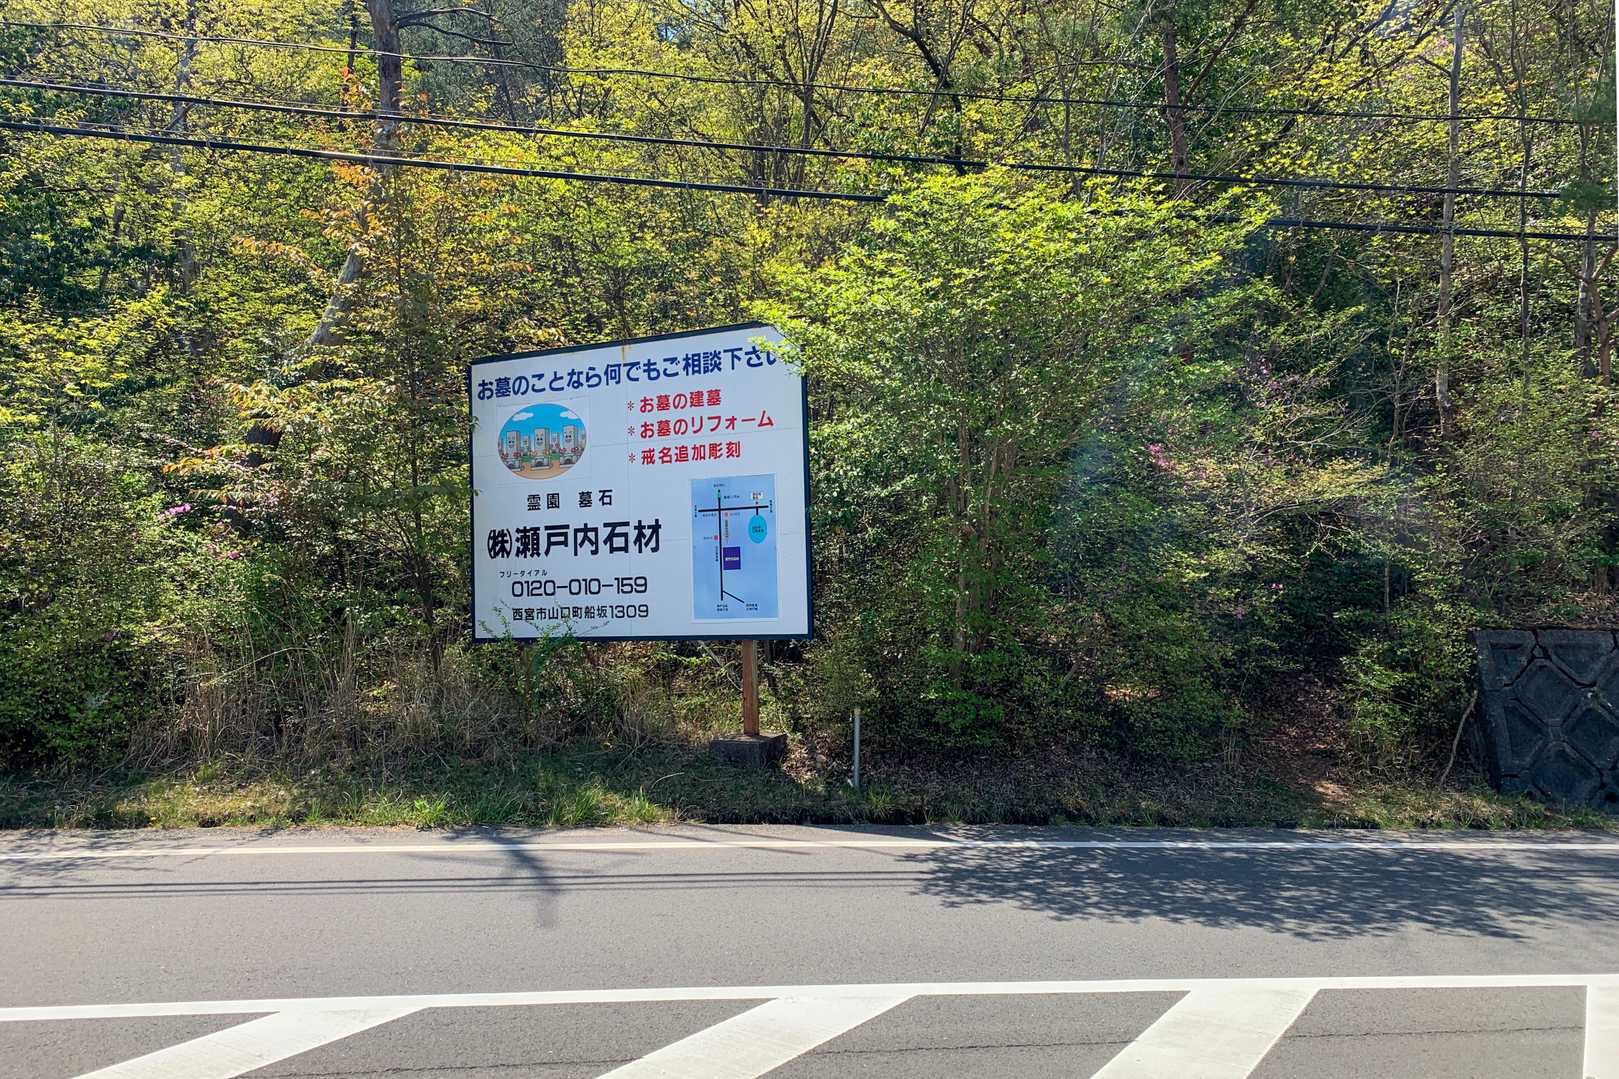 お墓のことなら何でもご相談下さい
＊お墓の建墓
＊お墓のリフォーム
＊戒名追加彫刻
霊園 墓石
㈱瀬戸内石材
フリーダイアル
0120-010-159
西宮市山口町船坂1309